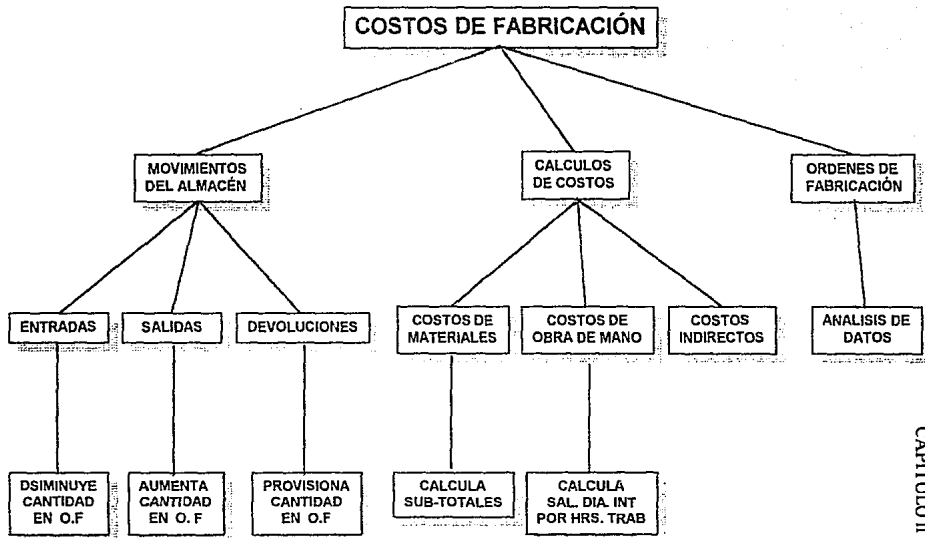 COSTOS DE FABRICACIÓN
MOVIMIENTOS
DEL ALMACÉN
CALCULOS
DE COSTOS
ORDENES DE
FABRICACIÓN
ENTRADAS
SALIDAS
DEVOLUCIONES
COSTOS DE
MATERIALES
COSTOS DE
OBRA DE MANO
COSTOS
INDIRECTOS
ANALISIS DE
DATOS
DSIMINUYE
CANTIDAD
EN O.F
AUMENTA
CANTIDAD
EN O. F
PROVISIONA
CANTIDAD
EN O.F
CALCULA
SUB-TOTALES
CALCULA
SAL. DIA. INT
POR HRS. TRAB
CAPITULO II